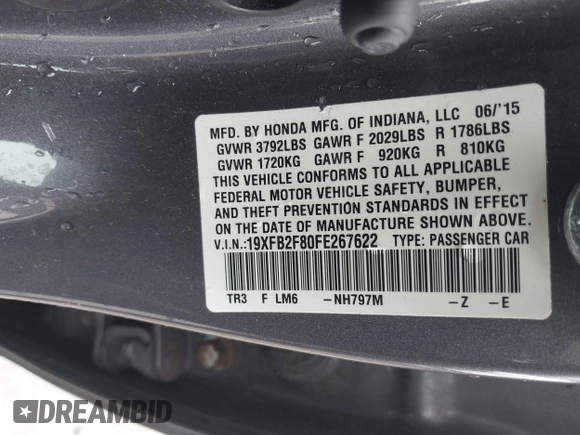 MFD. BY HONDA MFG. OF INDIANA, LLC 06/'15
GVWR 3792LBS GAWR F 2029LBS R 1786LBS
GVWR 1720KG GAWR F 920KG R 810KG
THIS VEHICLE CONFORMS TO ALL APPLICABLE
FEDERAL MOTOR VEHICLE SAFETY, BUMPER,
AND THEFT PREVENTION STANDARDS IN EFFECT
ON THE DATE OF MANUFACTURE SHOWN ABOVE.
V.I.N.:19XFB2F80FE267622 TYPE: PASSENGER CAR
TR3 F LM6 -NH797M -Z -E
DREAMBID